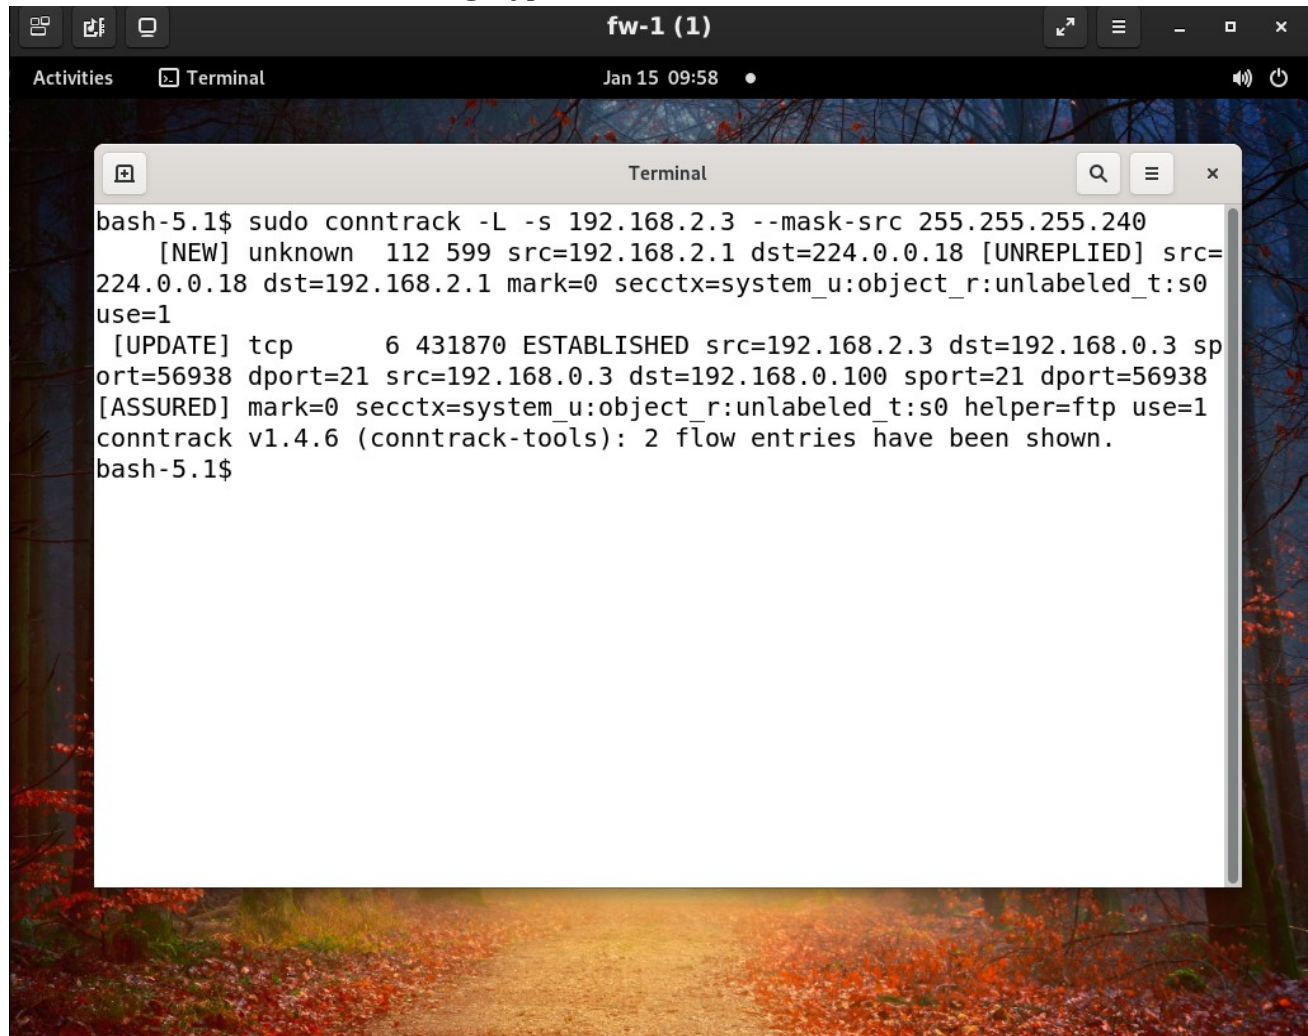 fw-1 (1)
Activities Terminal Jan 15 09:58
Terminal
bash-5.1$ sudo conntrack -L -s 192.168.2.3 --mask-src 255.255.255.240
[NEW] unknown 112 599 src=192.168.2.1 dst=224.0.0.18 [UNREPLIED] src=
224.0.0.18 dst=192.168.2.1 mark=0 secctx=system_u:object_r:unlabeled_t:s0
use=1
[UPDATE] tcp 6 431870 ESTABLISHED src=192.168.2.3 dst=192.168.0.3 sp
ort=56938 dport=21 src=192.168.0.3 dst=192.168.0.100 sport=21 dport=56938
[ASSURED] mark=0 secctx=system_u:object_r:unlabeled_t:s0 helper=ftp use=1
conntrack v1.4.6 (conntrack-tools): 2 flow entries have been shown.
bash-5.1$